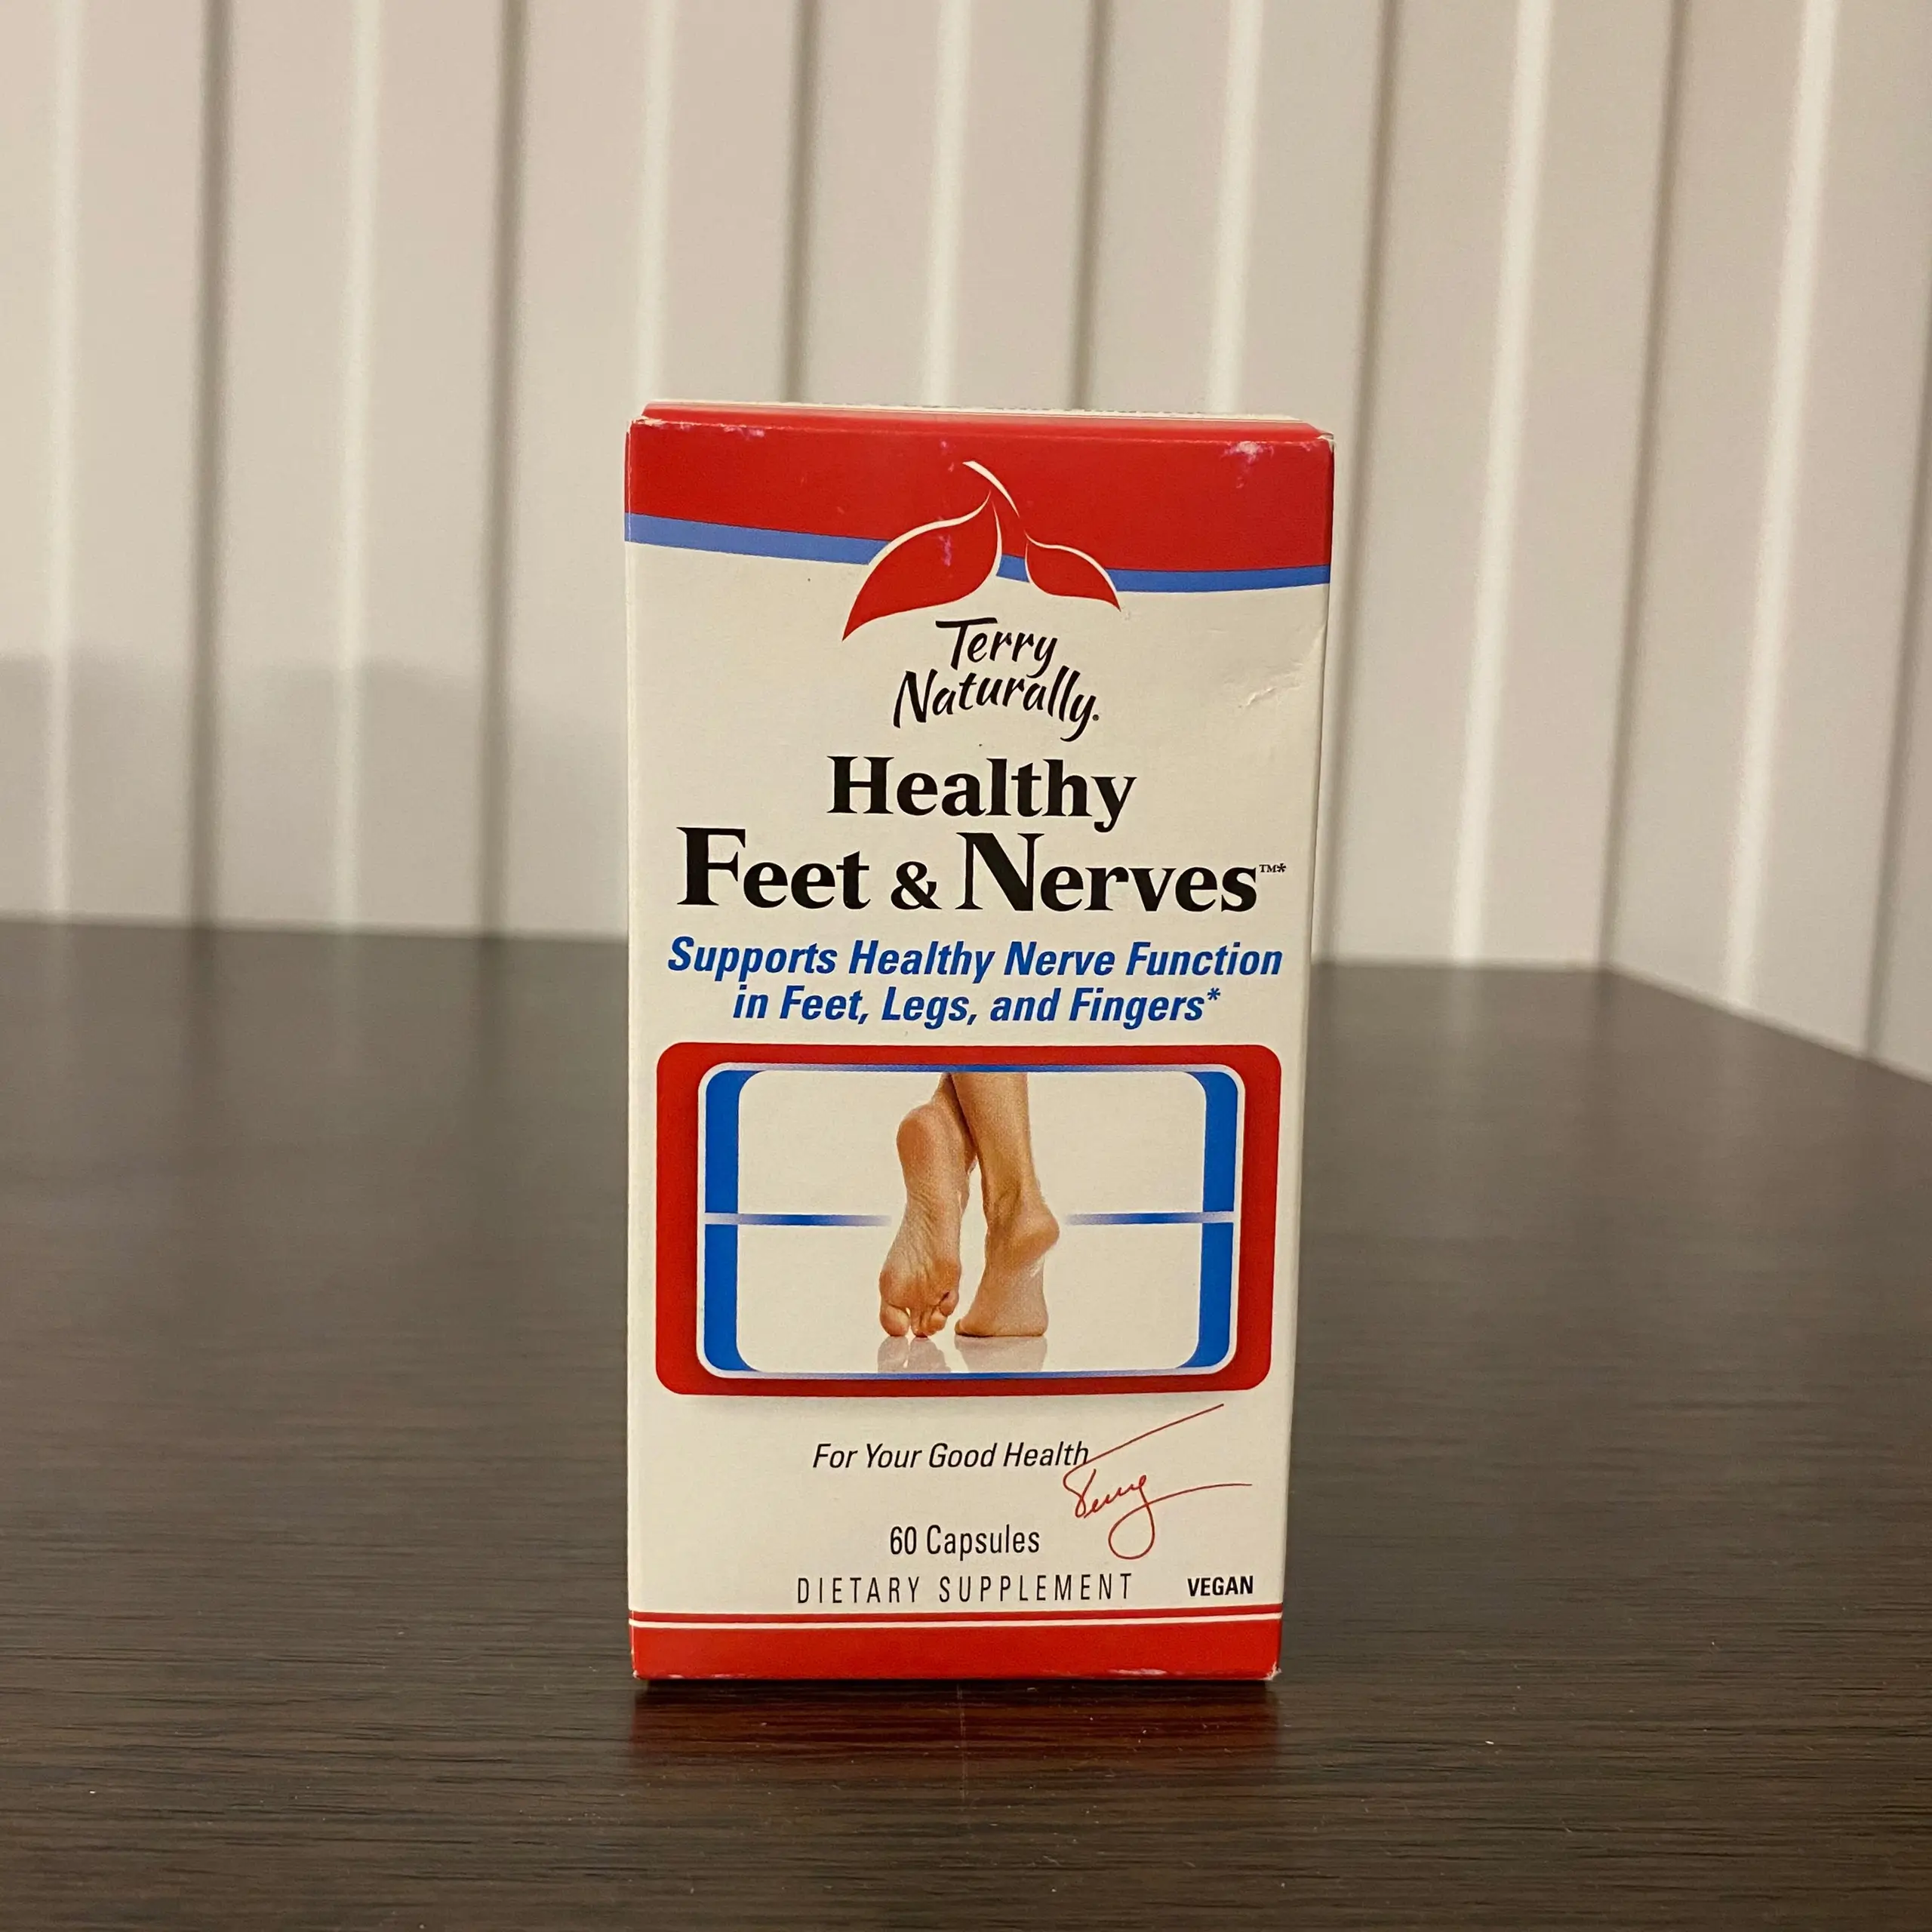 Terry
Naturally®
Healthy
Feet & Nerves™*
Supports Healthy Nerve Function
in Feet, Legs, and Fingers*
For Your Good Health
Terry
60 Capsules
DIETARY SUPPLEMENT
VEGAN